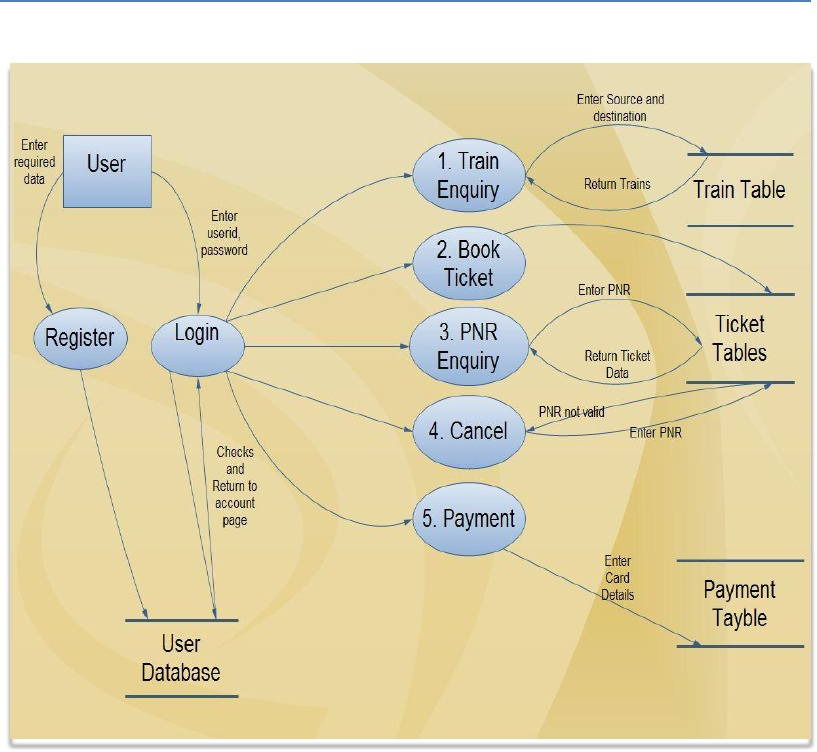 Enter
required
data
User
Enter
userid,
password
Register
Login
Checks
and
Return to
account
page
User
Database
1. Train
Enquiry
2. Book
Ticket
3. PNR
Enquiry
4. Cancel
5. Payment
Enter Source and
destination
Return Trains
Train Table
Enter PNR
Return Ticket
Data
Ticket
Tables
PNR not valid
Enter PNR
Enter
Card
Details
Payment
Tayble